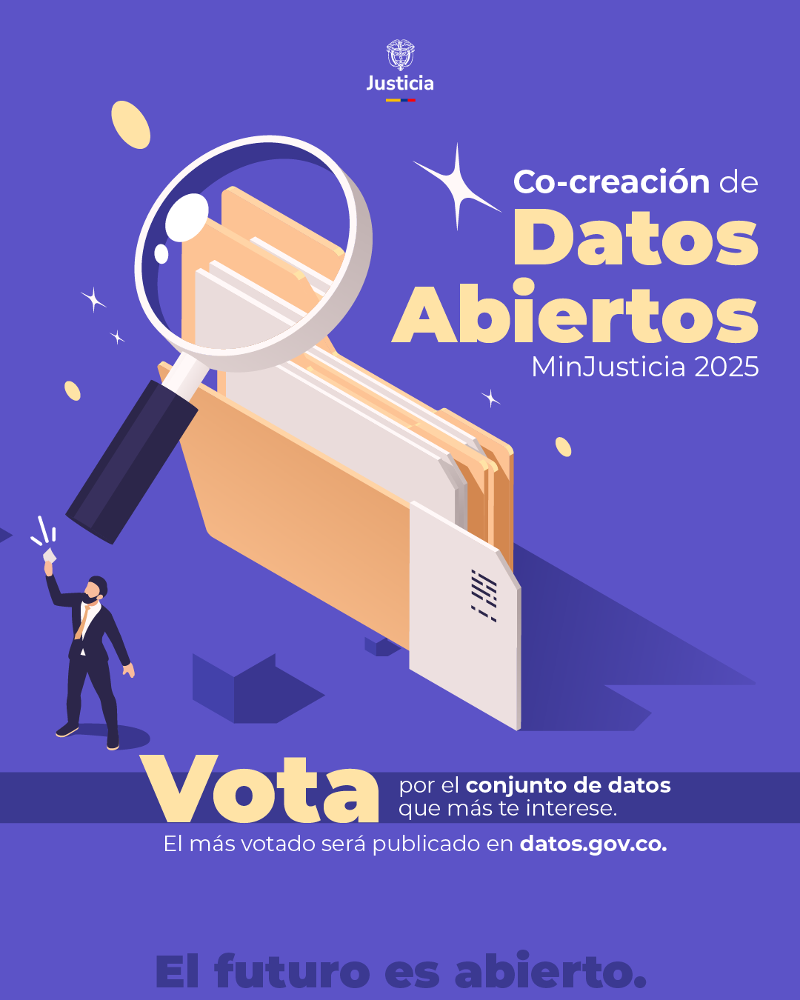 Justicia
Co-creación de
Datos
Abiertos
MinJusticia 2025
Vota
por el conjunto de datos
que más te interese.
El más votado será publicado en datos.gov.co.
El futuro es abierto.